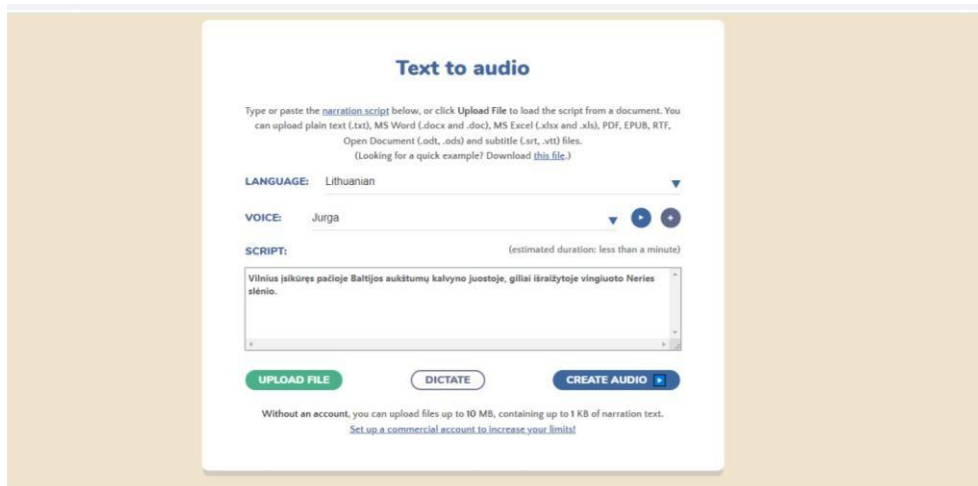 Text to audio
Type or paste the narration script below, or click Upload File to load the script from a document. You
can upload plain text (.txt), MS Word (.docx and .doc), MS Excel (.xlsx and .xls), PDF, EPUB, RTF,
Open Document (.odt, .ods) and subtitle (.srt, .vtt) files.
(Looking for a quick example? Download this file.)
LANGUAGE: Lithuanian
VOICE: Jurga
SCRIPT: (estimated duration: less than a minute)
Vilnius įsikūręs pačioje Baltijos aukštumų kalvyno juostoje, giliai išraižytoje vingiuoto Neries
slėnio.
UPLOAD FILE DICTATE CREATE AUDIO
Without an account, you can upload files up to 10 MB, containing up to 1 KB of narration text.
Set up a commercial account to increase your limits!